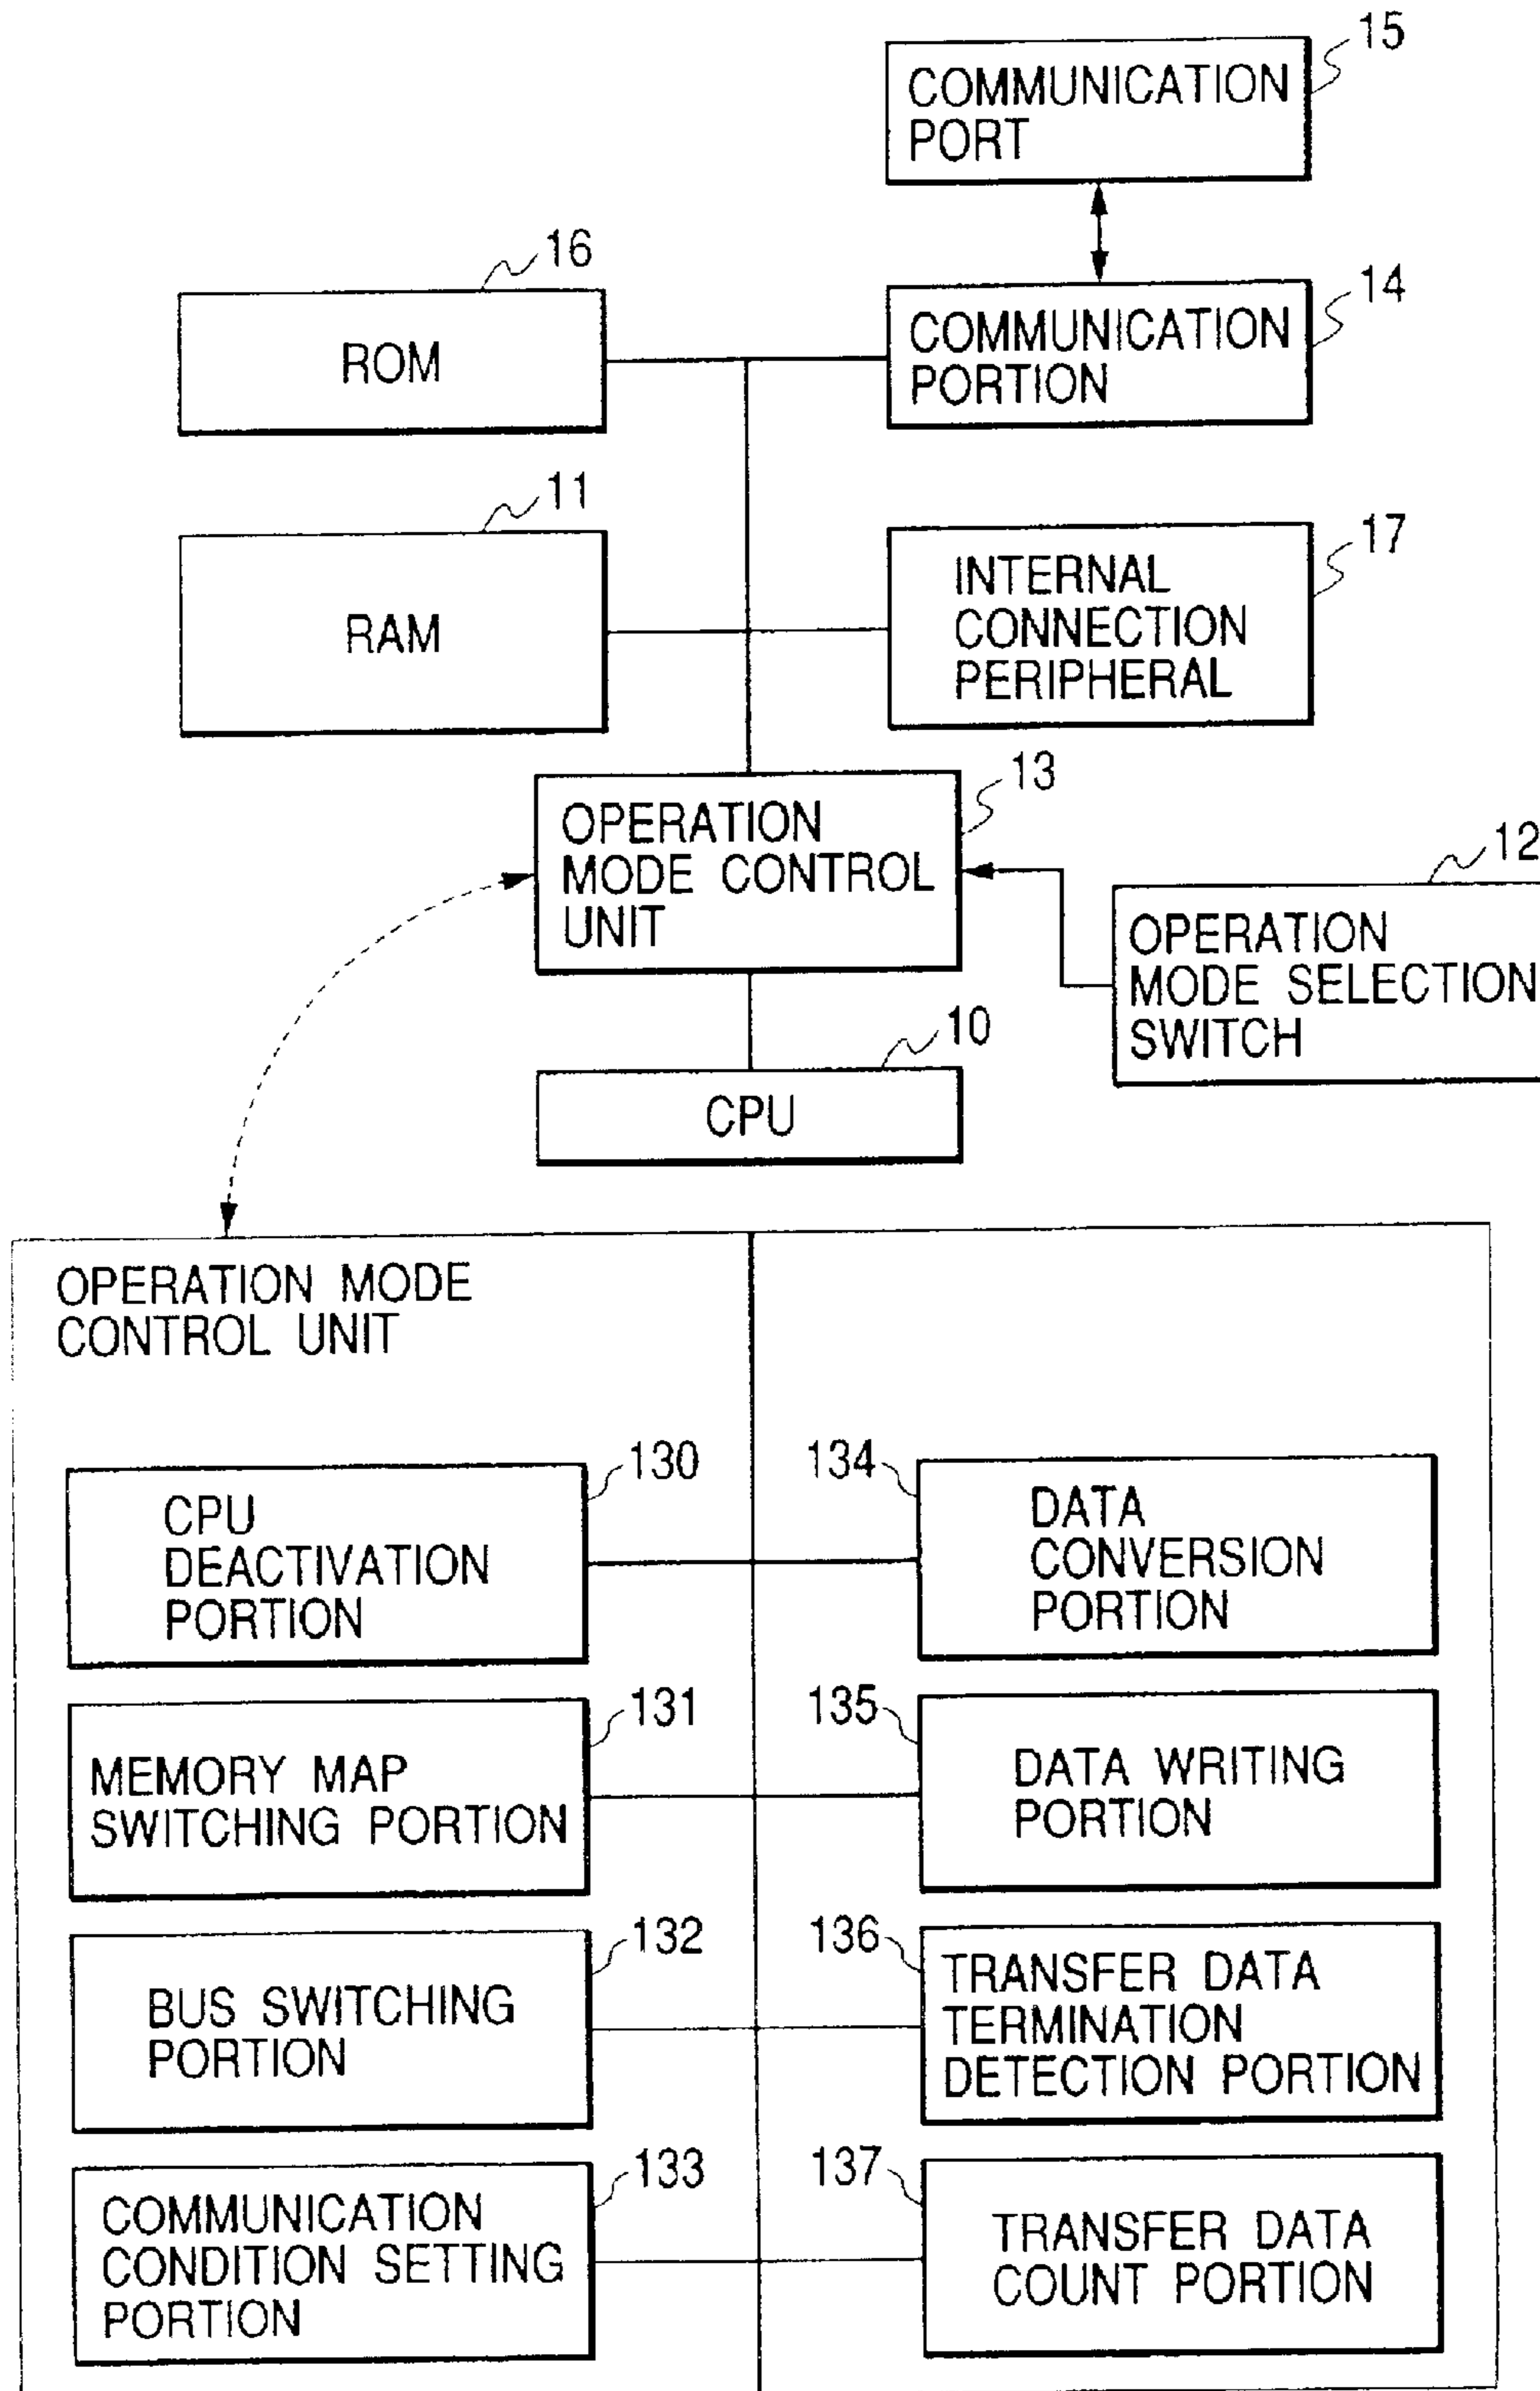 15
COMMUNICATION
PORT
16
ROM
14
COMMUNICATION
PORTION
11
RAM
17
INTERNAL
CONNECTION
PERIPHERAL
13
OPERATION
MODE CONTROL
UNIT
12
OPERATION
MODE SELECTION
SWITCH
10
CPU
OPERATION MODE
CONTROL UNIT
130
CPU
DEACTIVATION
PORTION
134
DATA
CONVERSION
PORTION
131
MEMORY MAP
SWITCHING PORTION
135
DATA WRITING
PORTION
132
BUS SWITCHING
PORTION
136
TRANSFER DATA
TERMINATION
DETECTION PORTION
133
COMMUNICATION
CONDITION SETTING
PORTION
137
TRANSFER DATA
COUNT PORTION